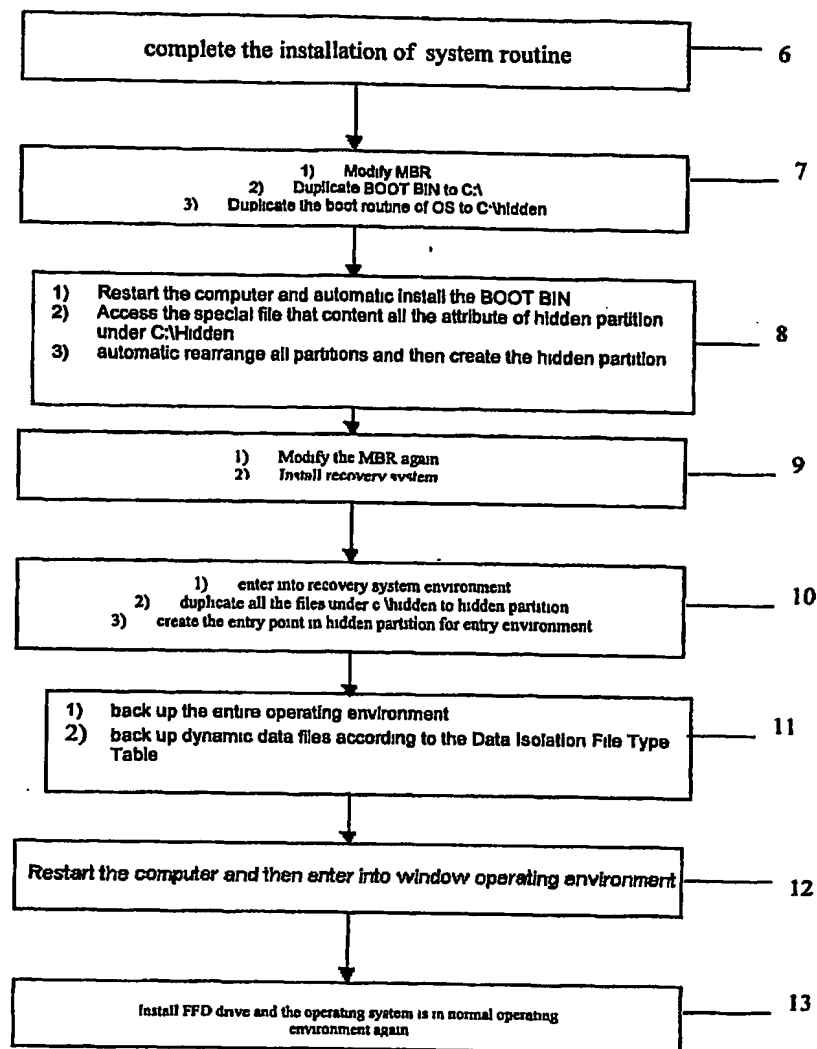 complete the installation of system routine
6
1) Modify MBR
2) Duplicate BOOT BIN to C:\
3) Duplicate the boot routine of OS to C:\hidden
7
1) Restart the computer and automatic install the BOOT BIN
2) Access the special file that content all the attribute of hidden partition
under C:\Hidden
3) automatic rearrange all partitions and then create the hidden partition
8
1) Modify the MBR again
2) Install recovery system
9
1) enter into recovery system environment
2) duplicate all the files under c \hidden to hidden partition
3) create the entry point in hidden partition for entry environment
10
1) back up the entire operating environment
2) back up dynamic data files according to the Data Isolation File Type
Table
11
Restart the computer and then enter into window operating environment
12
Install FFD drive and the operating system is in normal operating
environment again
13